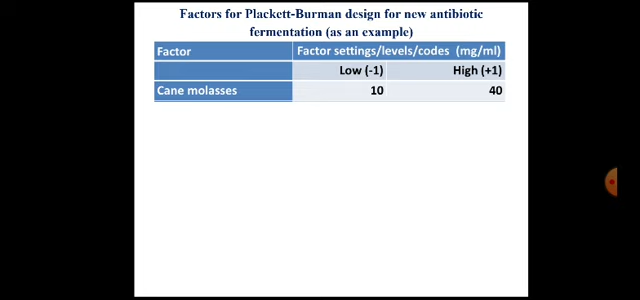 Factors for Plackett-Burman design for new antibiotic
fermentation (as an example)
Factor Factor settings/levels/codes (mg/ml)
Low (-1) High (+1)
Cane molasses 10 40